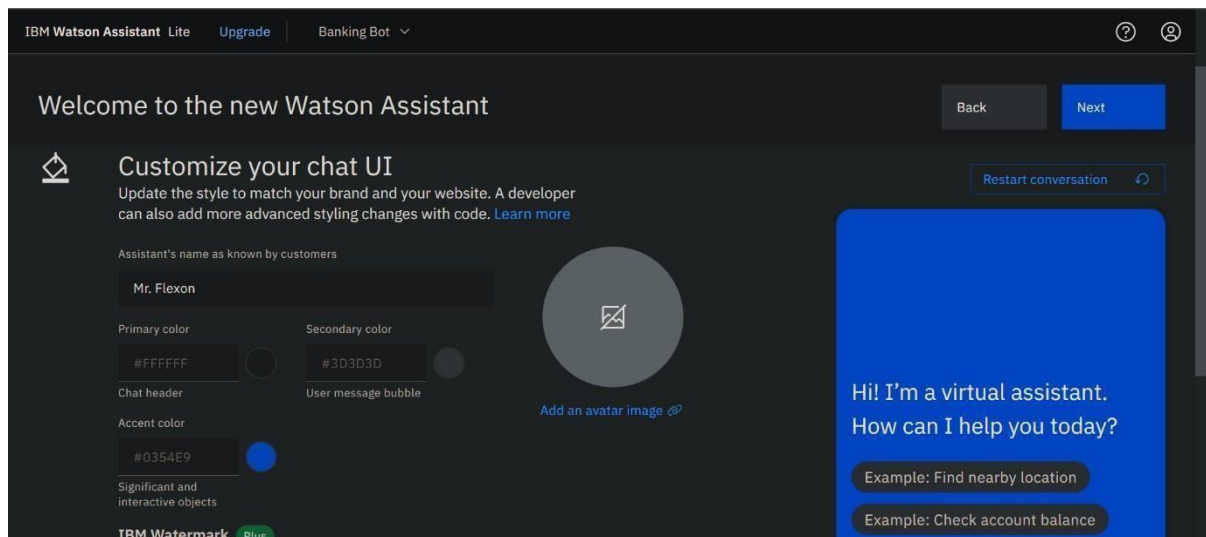 IBM Watson Assistant Lite Upgrade Banking Bot
Welcome to the new Watson Assistant
Back
Next
Customize your chat UI
Update the style to match your brand and your website. A developer
can also add more advanced styling changes with code. Learn more
Restart conversation
Assistant's name as known by customers
Mr. Flexon
Primary color
Secondary color
#FFFFFF
#3D3D3D
Chat header
User message bubble
Add an avatar image
Accent color
#0354E9
Significant and
interactive objects
IBM Watermark Plus
Hi! I'm a virtual assistant.
How can I help you today?
Example: Find nearby location
Example: Check account balance